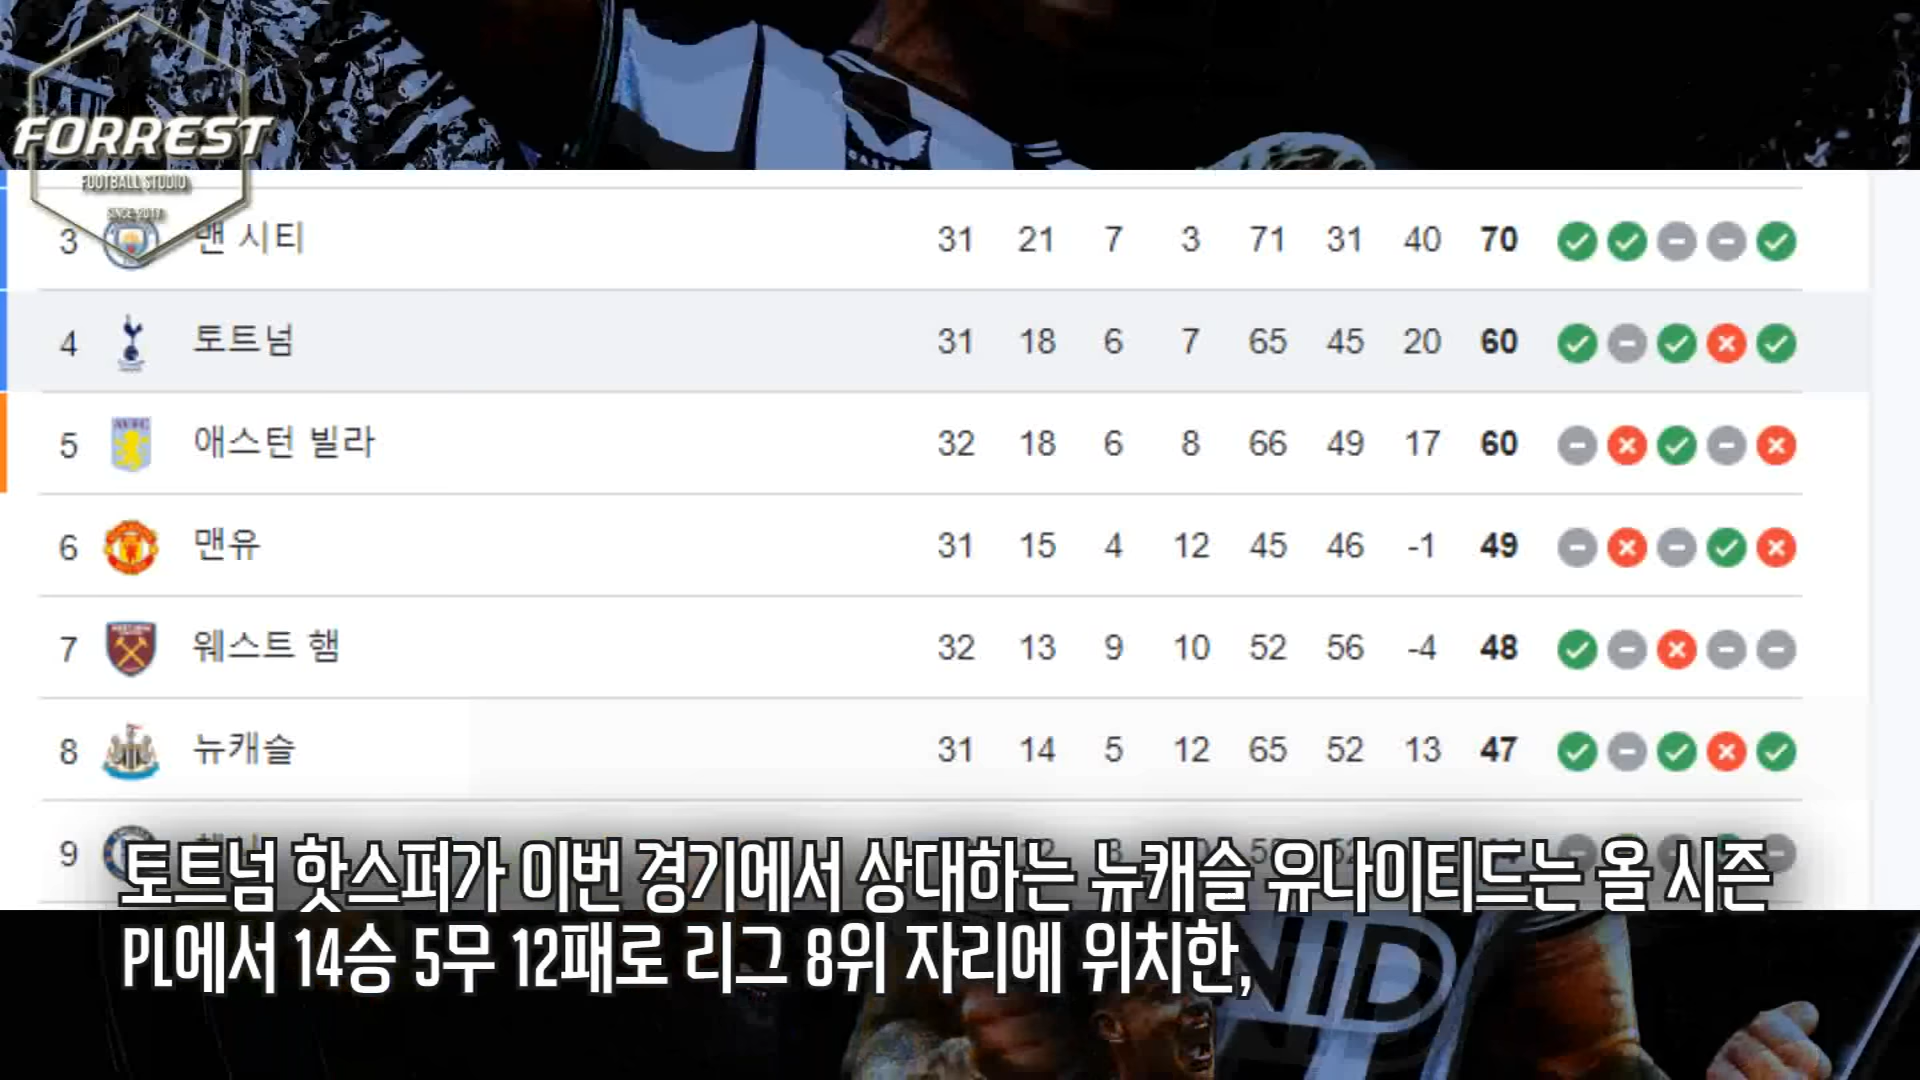 FORREST
FOOTBALL STUDIO
SINCE 2017
3 맨 시티 31 21 7 3 71 31 40 70
4 토트넘 31 18 6 7 65 45 20 60
5 애스턴 빌라 32 18 6 8 66 49 17 60
6 맨유 31 15 4 12 45 46 -1 49
7 웨스트 햄 32 13 9 10 52 56 -4 48
8 뉴캐슬 31 14 5 12 65 52 13 47
9
토트넘 핫스퍼가 이번 경기에서 상대하는 뉴캐슬 유나이티드는 올 시즌
PL에서 14승 5무 12패로 리그 8위 자리에 위치한,